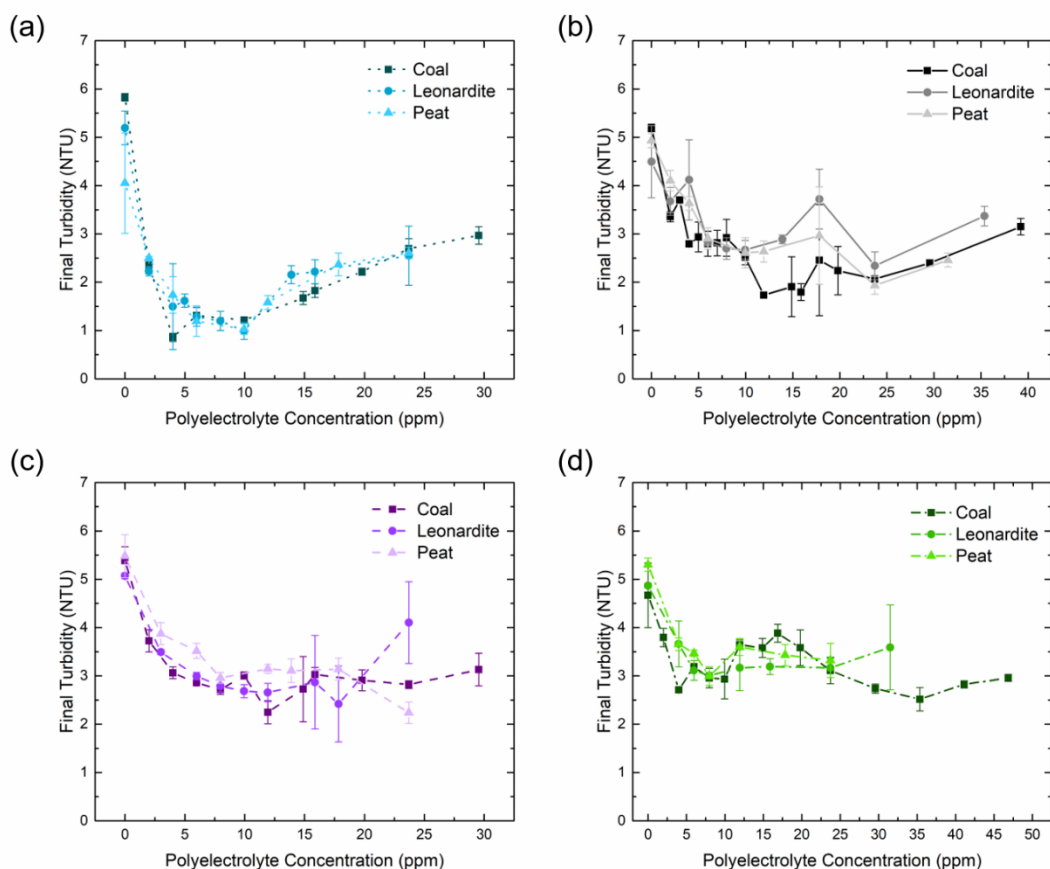 (a)
7
6
5
4
3
2
1
0
Final Turbidity (NTU)
Coal
Leonardite
Peat
0 5 10 15 20 25 30
Polyelectrolyte Concentration (ppm)
(b)
7
6
5
4
3
2
1
0
Final Turbidity (NTU)
Coal
Leonardite
Peat
0 5 10 15 20 25 30 35 40
Polyelectrolyte Concentration (ppm)
(c)
7
6
5
4
3
2
1
0
Final Turbidity (NTU)
Coal
Leonardite
Peat
0 5 10 15 20 25 30
Polyelectrolyte Concentration (ppm)
(d)
7
6
5
4
3
2
1
0
Final Turbidity (NTU)
Coal
Leonardite
Peat
0 5 10 15 20 25 30 35 40 45 50
Polyelectrolyte Concentration (ppm)